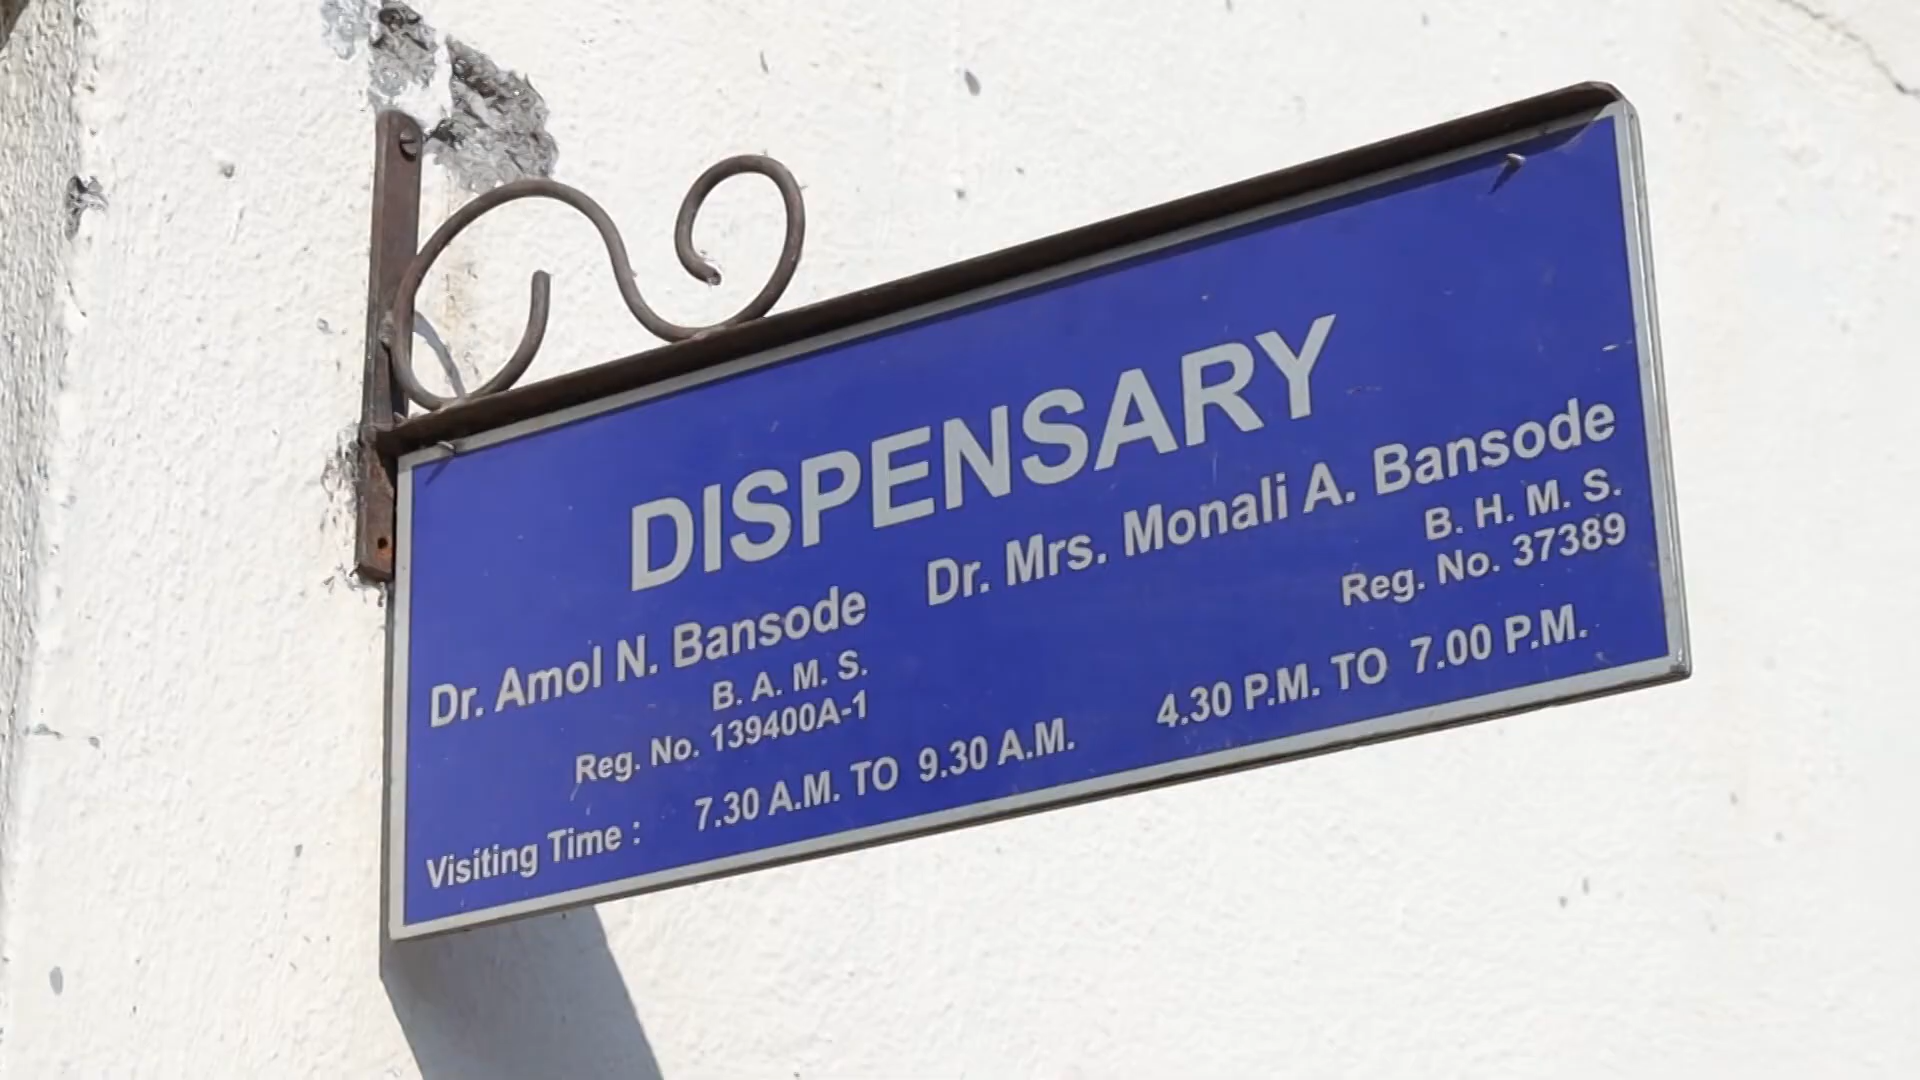 DISPENSARY
Dr. Amol N. Bansode Dr. Mrs. Monali A. Bansode
B. A. M. S. B. H. M. S.
Reg. No. 139400A-1 Reg. No. 37389
Visiting Time : 7.30 A.M. TO 9.30 A.M. 4.30 P.M. TO 7.00 P.M.